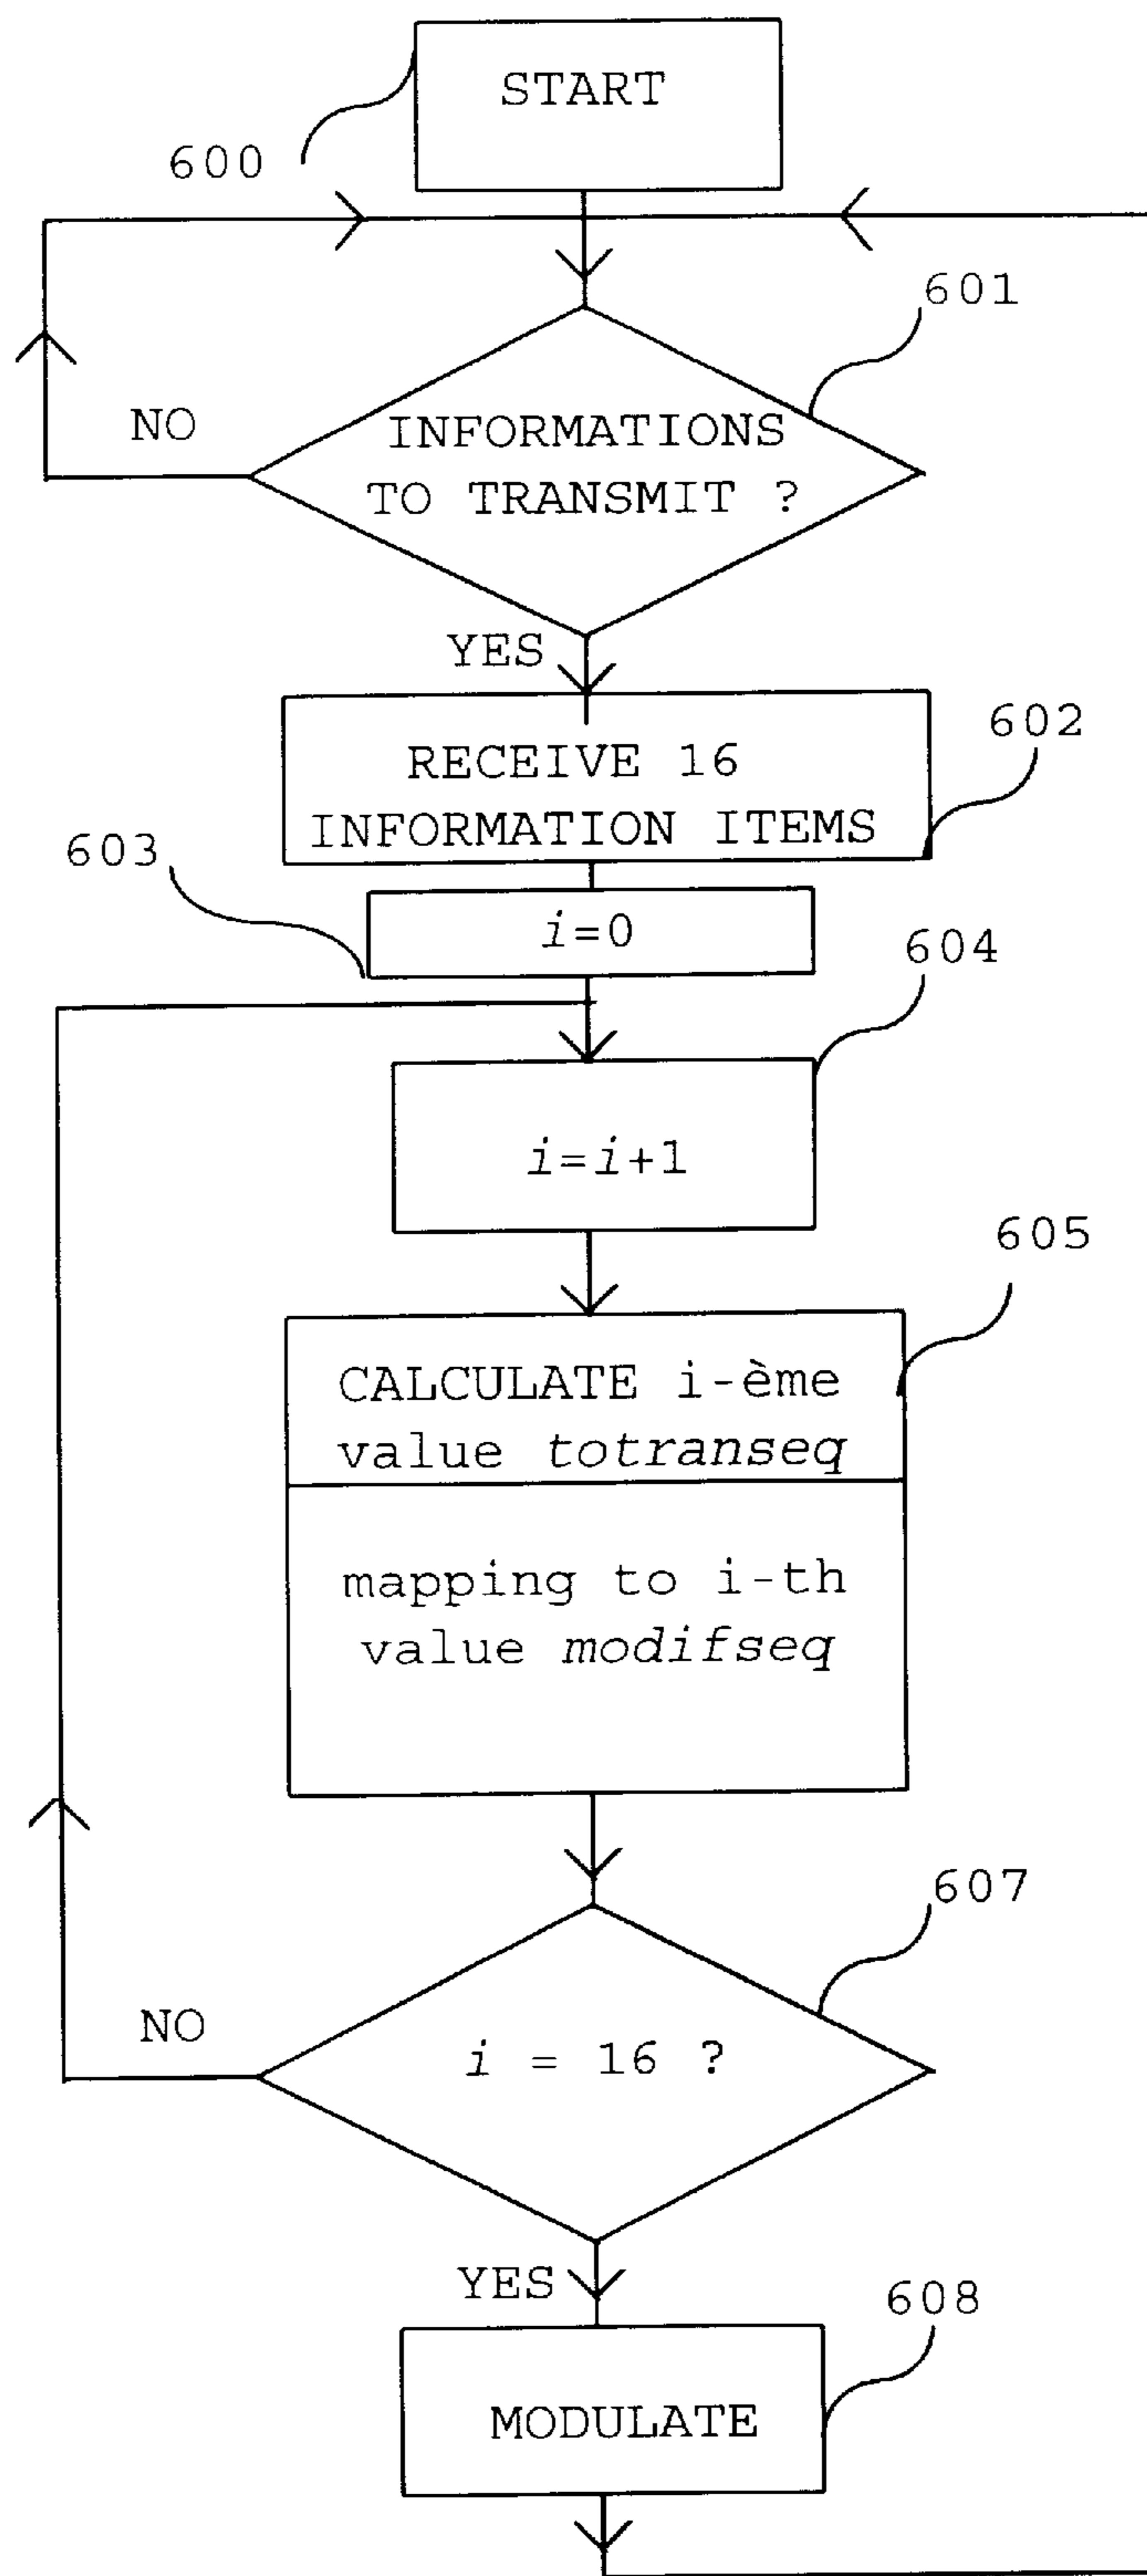 START
600
601
NO
INFORMATIONS
TO TRANSMIT ?
YES
602
RECEIVE 16
INFORMATION ITEMS
603
i=0
604
i=i+1
605
CALCULATE i-ème
value totranseq
mapping to i-th
value modifseq
607
NO
i = 16 ?
YES
608
MODULATE